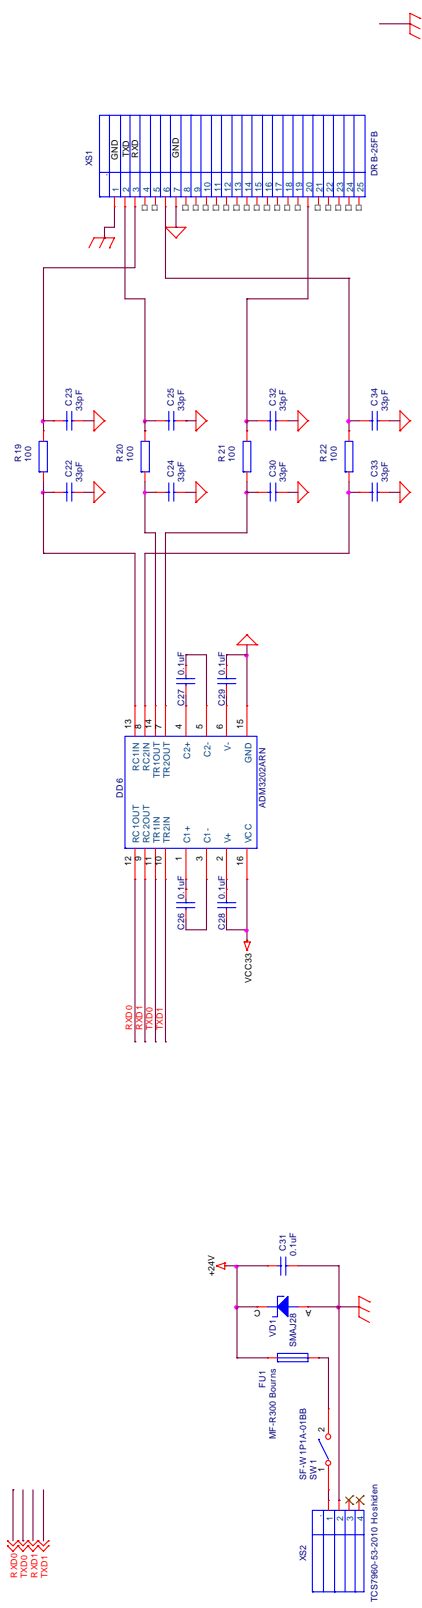 XS1
GND
TXD
RXD
GND
1
2
3
4
5
6
7
8
9
10
11
12
13
14
15
16
17
18
19
20
21
22
23
24
25
DRB-25FB
C23
33pF
C25
33pF
C32
33pF
C34
33pF
R19
100
R20
100
R21
100
R22
100
C22
33pF
C24
33pF
C30
33pF
C33
33pF
C27
0.1uF
C29
0.1uF
13
8
14
7
4
5
6
15
RC1IN
RC2IN
TR1OUT
TR2OUT
C2+
C2-
V-
GND
DD6
ADM3202ARN
RC1OUT
RC2OUT
TR1IN
TR2IN
C1+
C1-
V+
VCC
12
9
11
10
1
3
2
16
C26
0.1uF
C28
0.1uF
VCC33
RXD0
RXD1
TXD0
TXD1
+24V
C31
0.1uF
C
A
VD1
SMAJ28
FU1
MF-R300 Bourns
SF-W1P1A-01BB
SW1
1
2
XS2
1
2
3
4
TCS7960-53-2010 Hoshiden
RXD0
TXD0
RXD1
TXD1